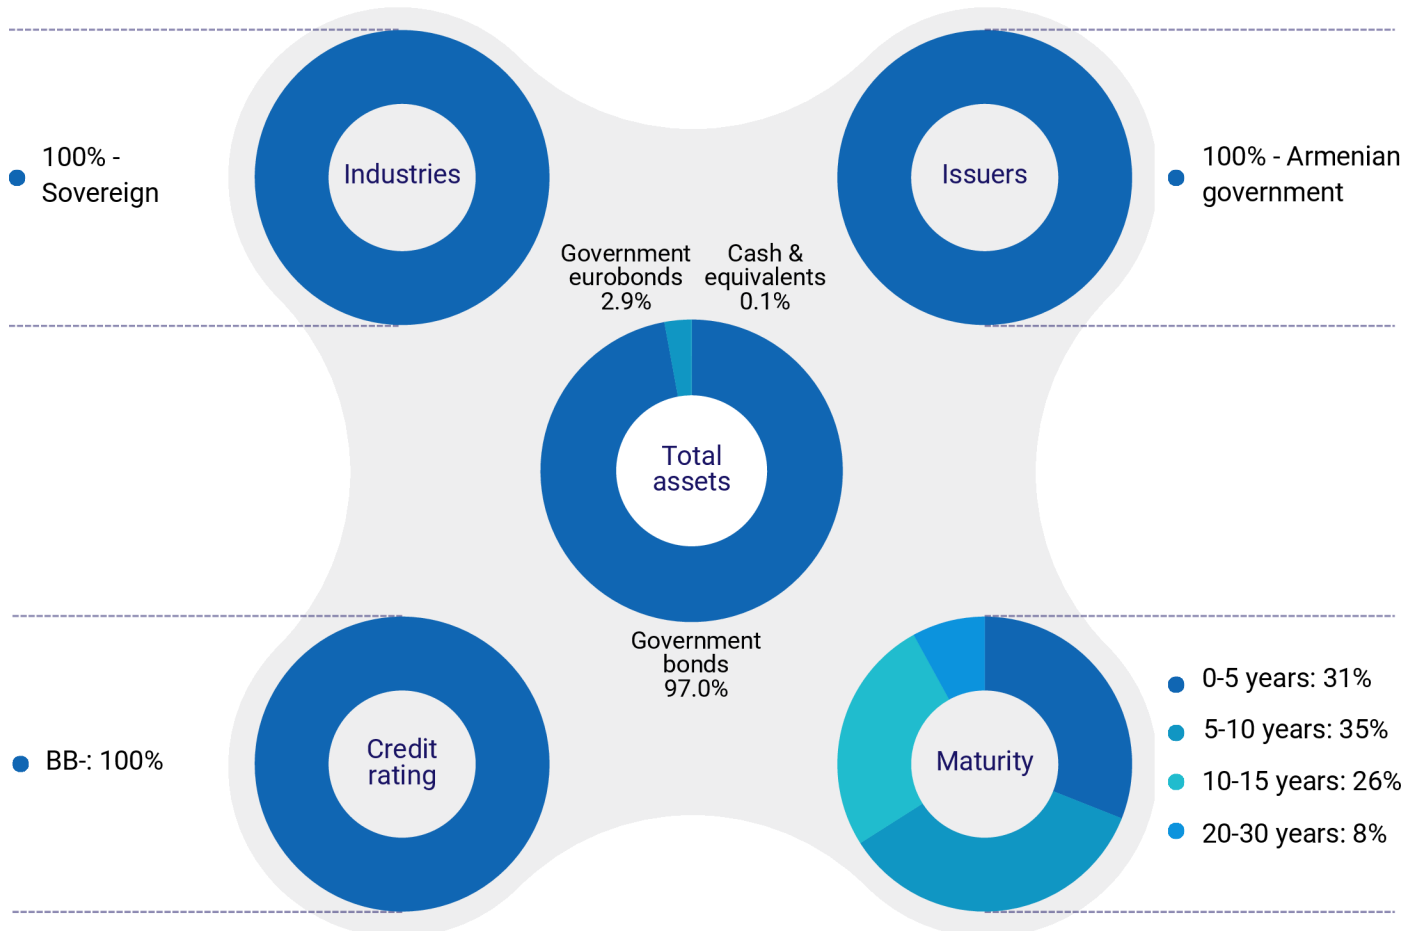 Industries
100% -
Sovereign
Issuers
100% - Armenian
government
Government
eurobonds
2.9%
Cash &
equivalents
0.1%
Total
assets
Government
bonds
97.0%
Credit
rating
BB-: 100%
Maturity
0-5 years: 31%
5-10 years: 35%
10-15 years: 26%
20-30 years: 8%